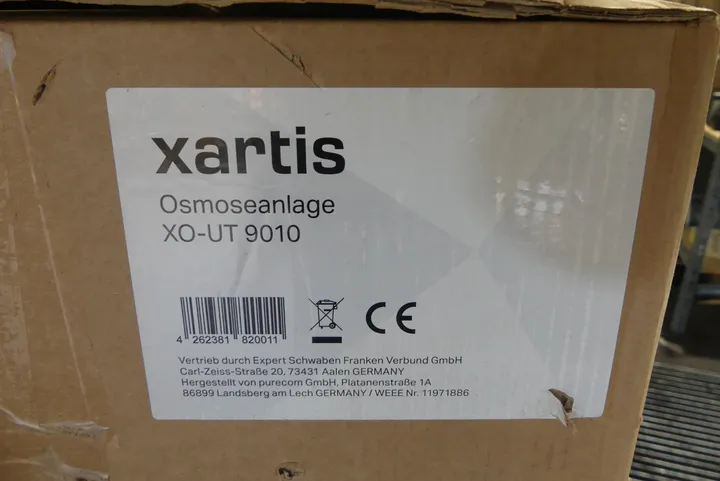 xartis
Osmoseanlage
XO-UT 9010
4 262381 820011
CE
Vertrieb durch Expert Schwaben Franken Verbund GmbH
Carl-Zeiss-Straße 20, 73431 Aalen GERMANY
Hergestellt von purecom GmbH, Platanenstraße 1A
86899 Landsberg am Lech GERMANY / WEEE Nr. 11971886